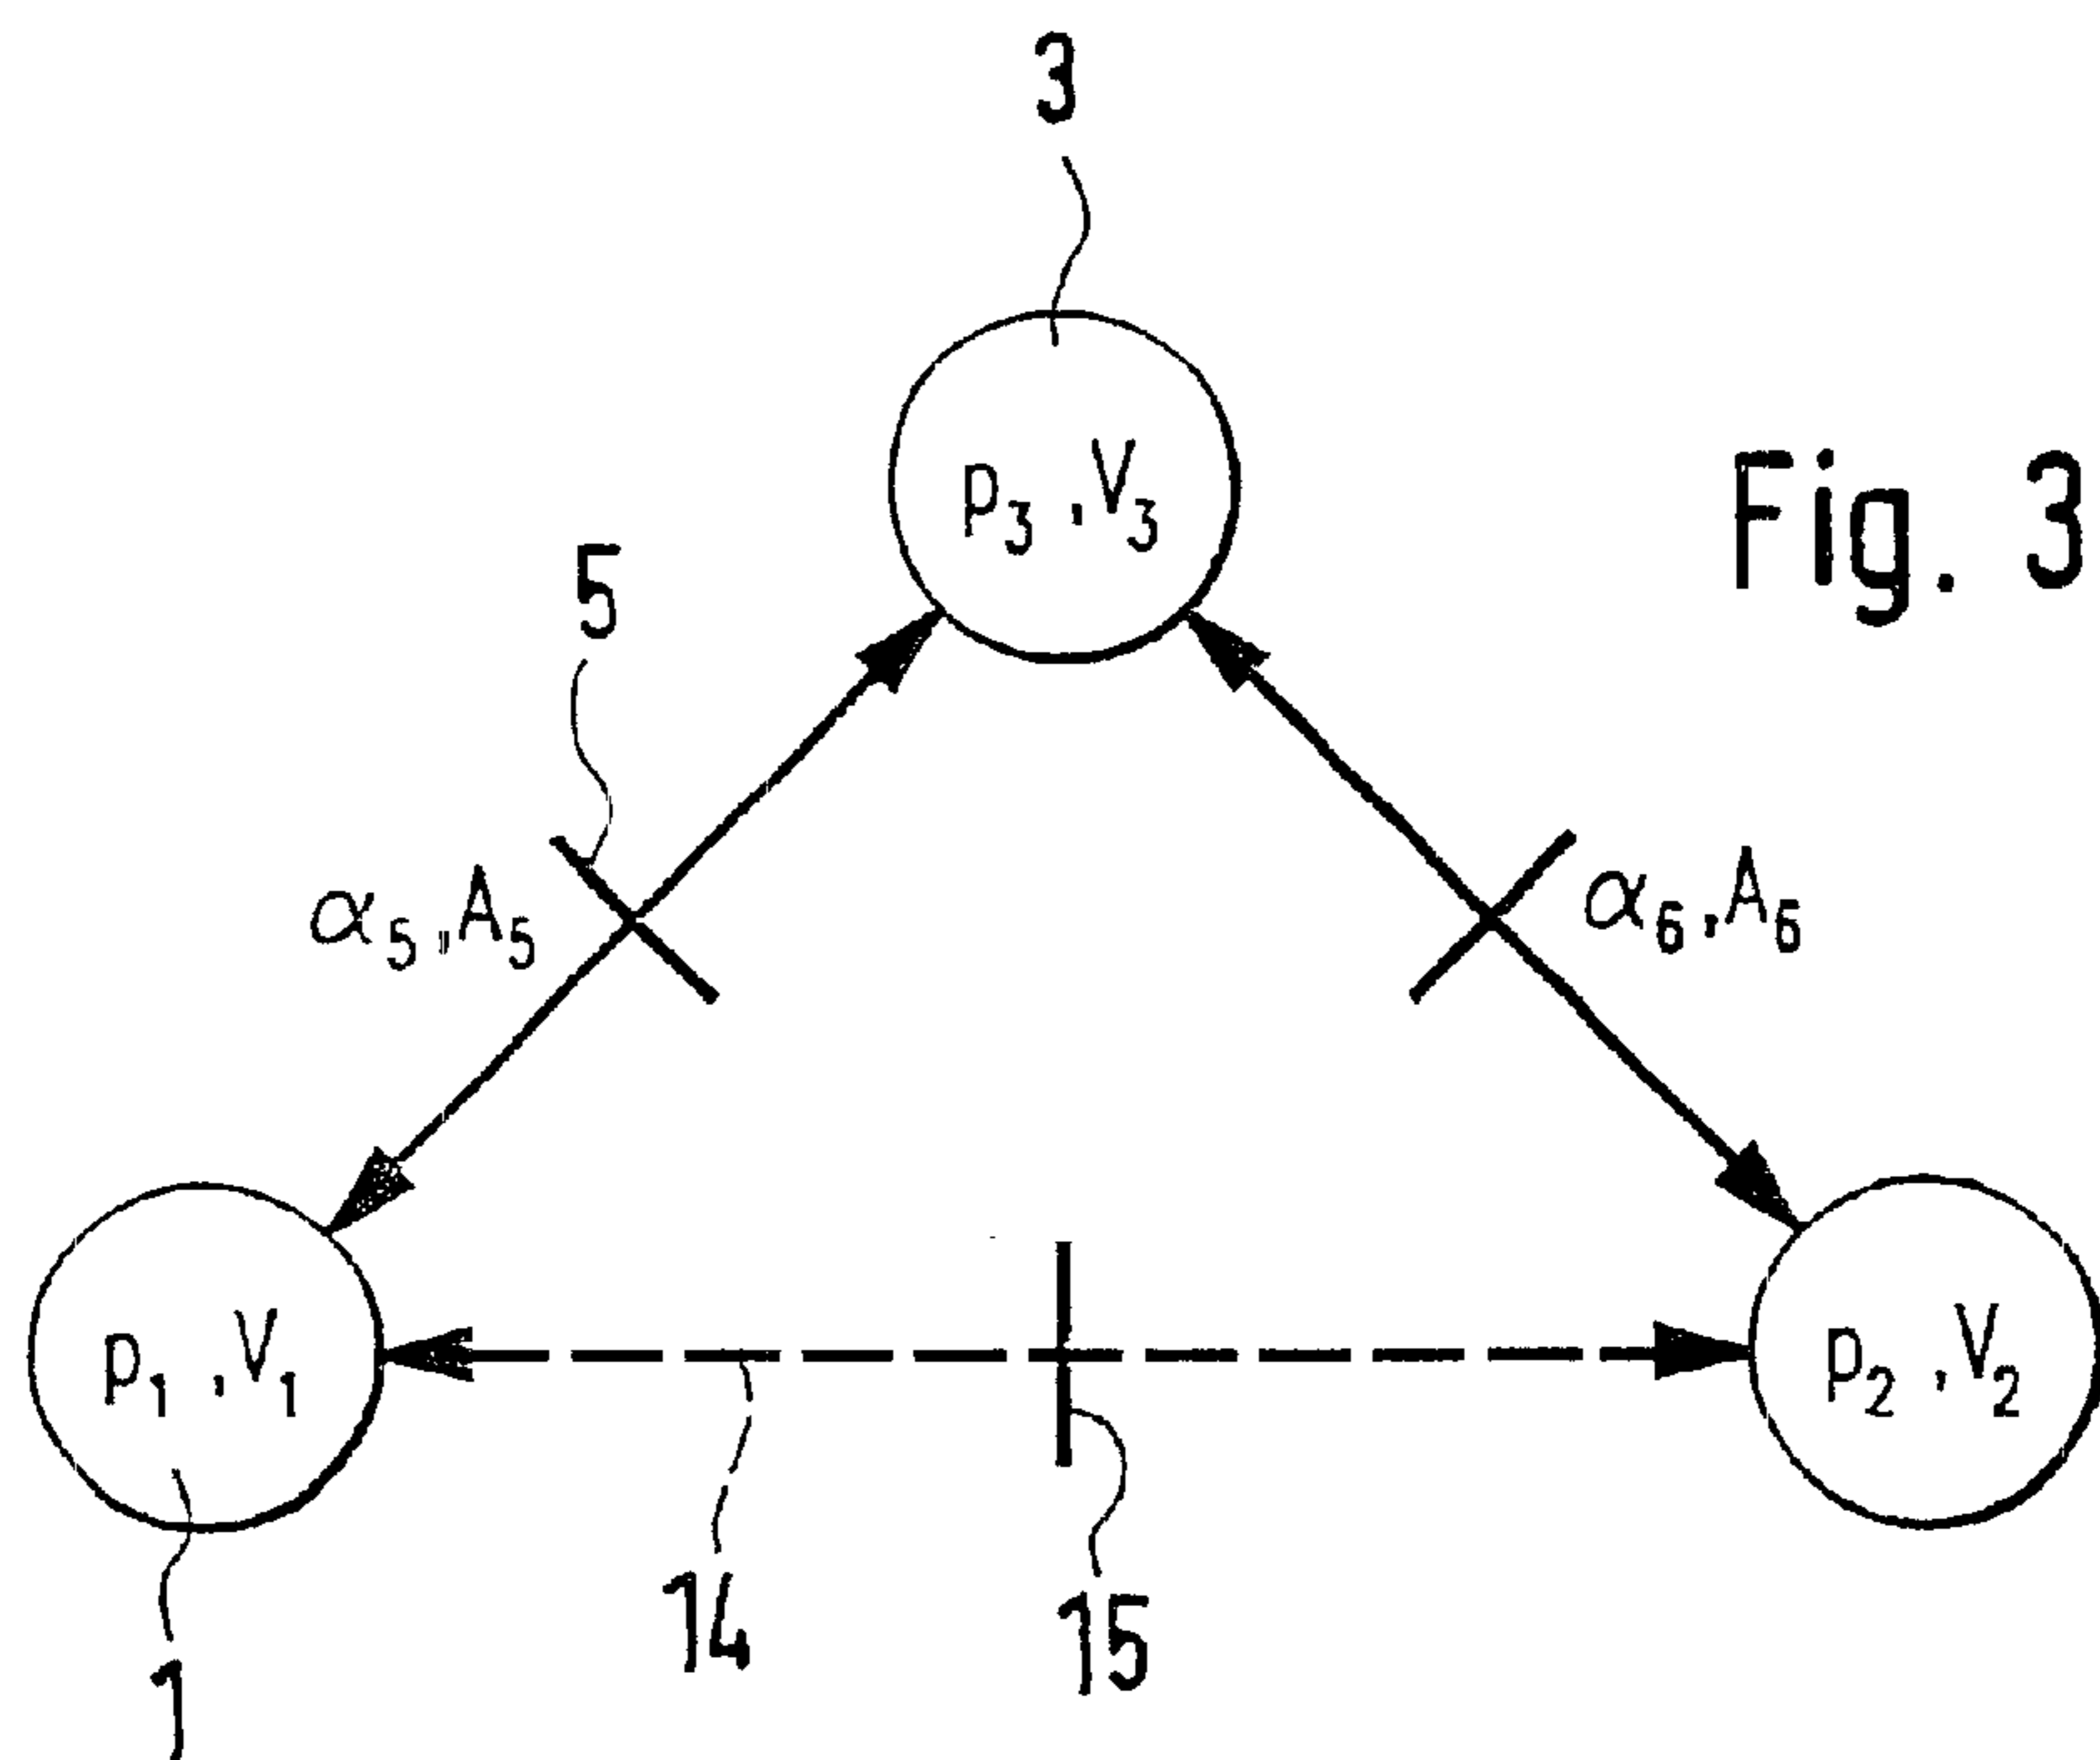 3
p₃ ,V₃
Fig. 3
5
α₅,A₅
α₆,A₆
p₁ ,V₁
p₂ ,V₂
14
15
1